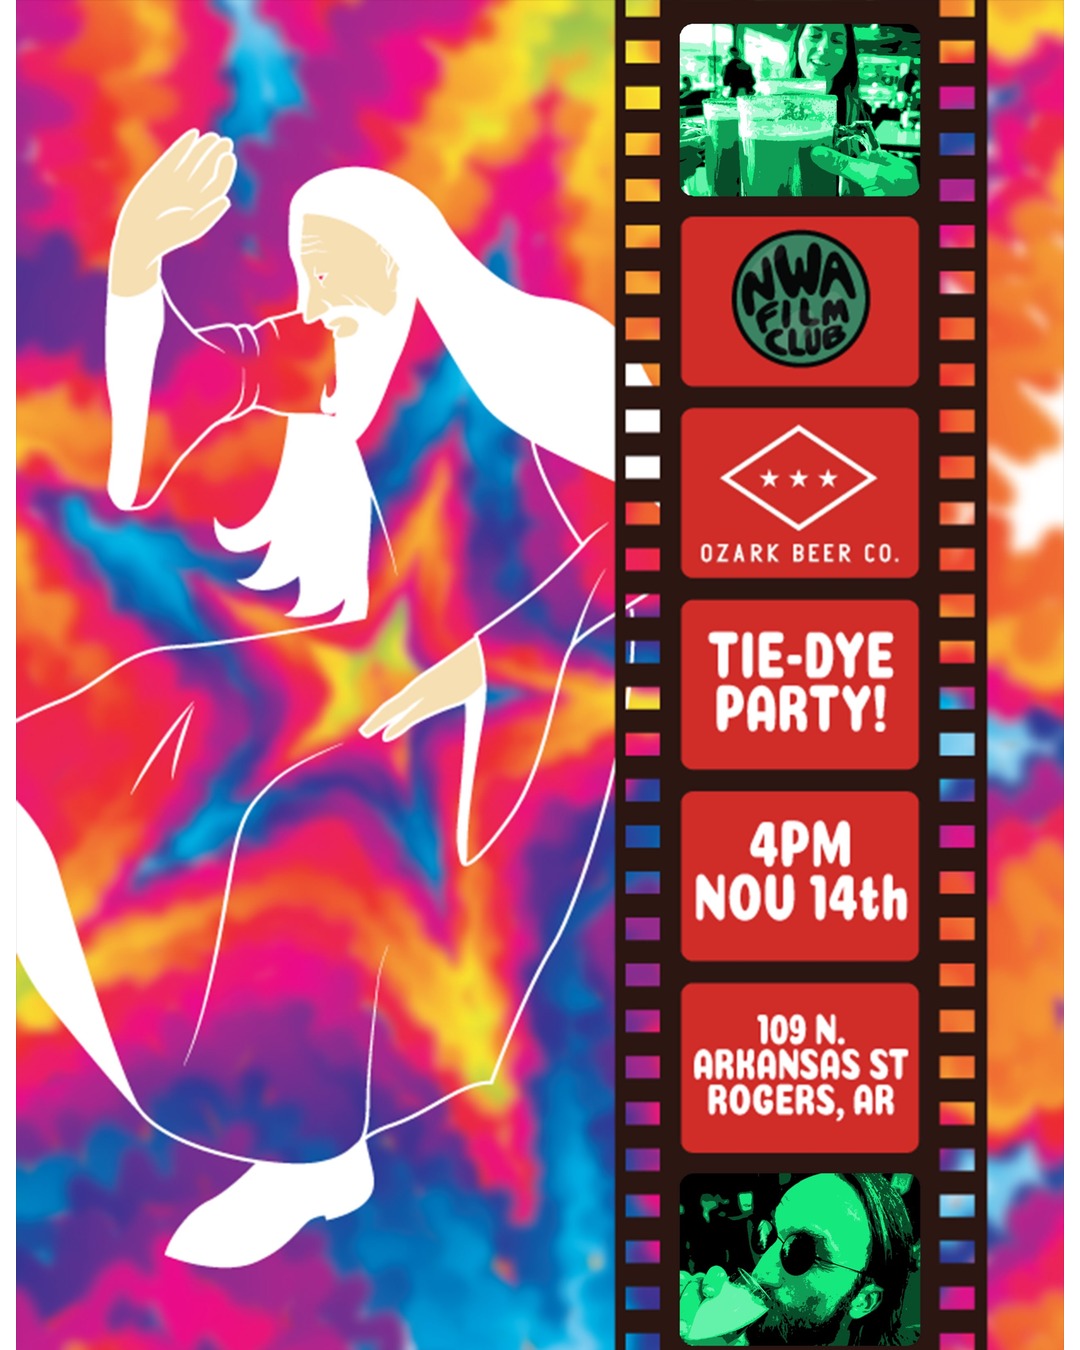 NWA
FILM
CLUB
OZARK BEER CO.
TIE-DYE
PARTY!
4PM
NOV 14th
109 N.
ARKANSAS ST
ROGERS, AR